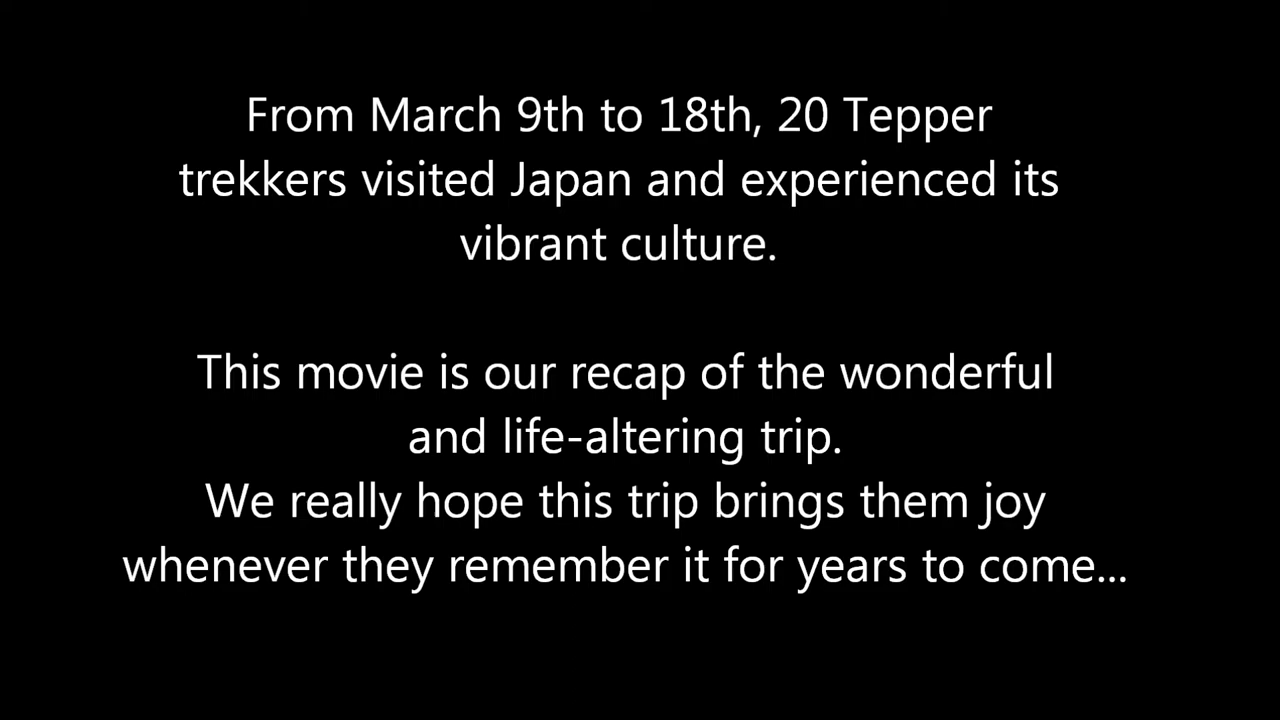 From March 9th to 18th, 20 Tepper
trekkers visited Japan and experienced its
vibrant culture.
This movie is our recap of the wonderful
and life-altering trip.
We really hope this trip brings them joy
whenever they remember it for years to come...